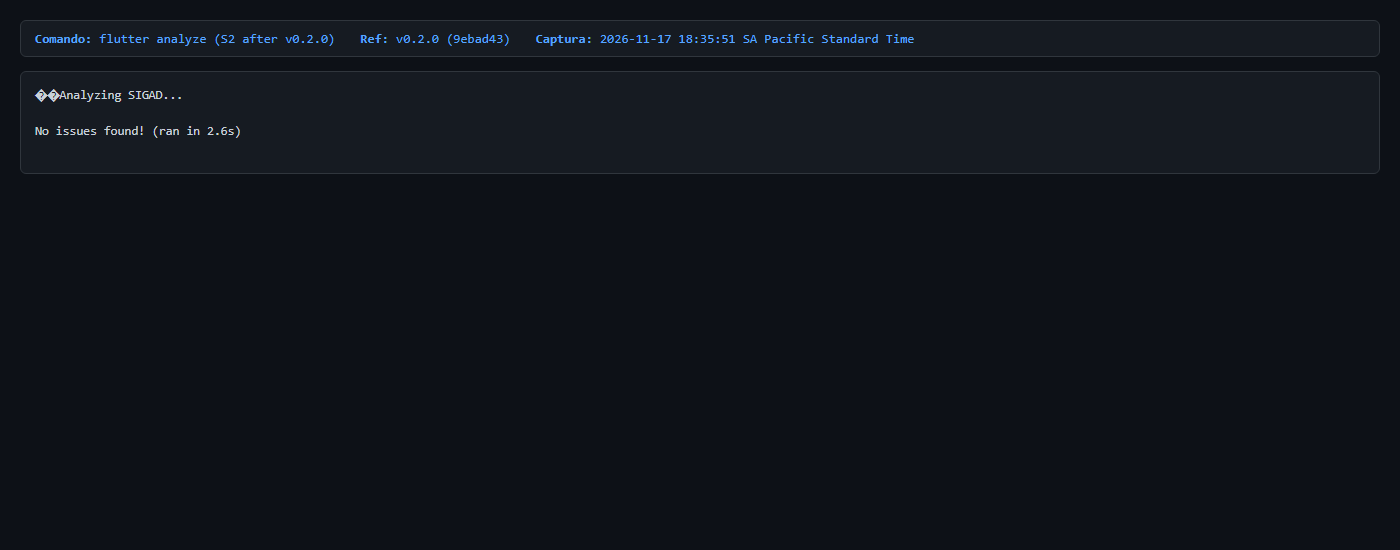 Comando: flutter analyze (S2 after v0.2.0) Ref: v0.2.0 (9ebad43) Captura: 2026-11-17 18:35:51 SA Pacific Standard Time
��Analyzing SIGAD...
No issues found! (ran in 2.6s)